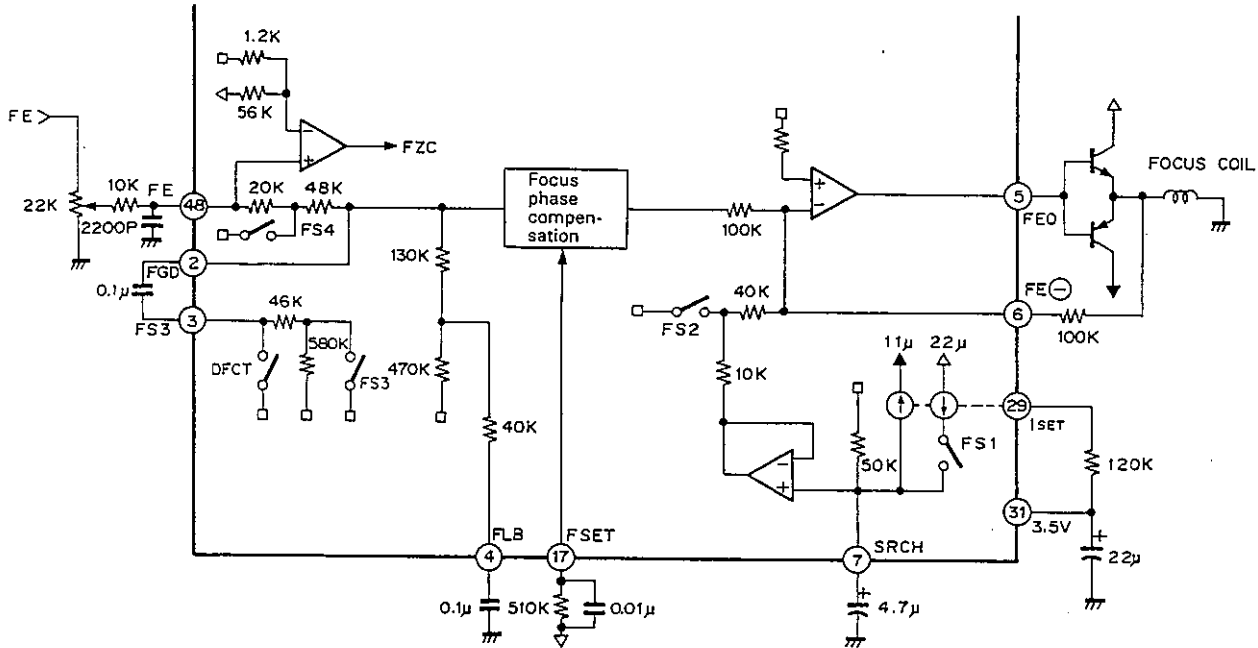 1.2K
56K
FZC
FE
10K
FE
22K
2200P
48
20K
48K
FS4
FGD
2
0.1μ
FS3
3
46K
580K
DFCT
FS3
130K
470K
40K
Focus
phase
compen-
sation
100K
FS2
40K
10K
50K
11μ
22μ
FS1
5
FEO
FOCUS COIL
FE⊖
6
100K
29
ISET
120K
31
3.5V
22μ
FLB
4
FSET
17
SRCH
7
0.1μ
510K
0.01μ
4.7μ